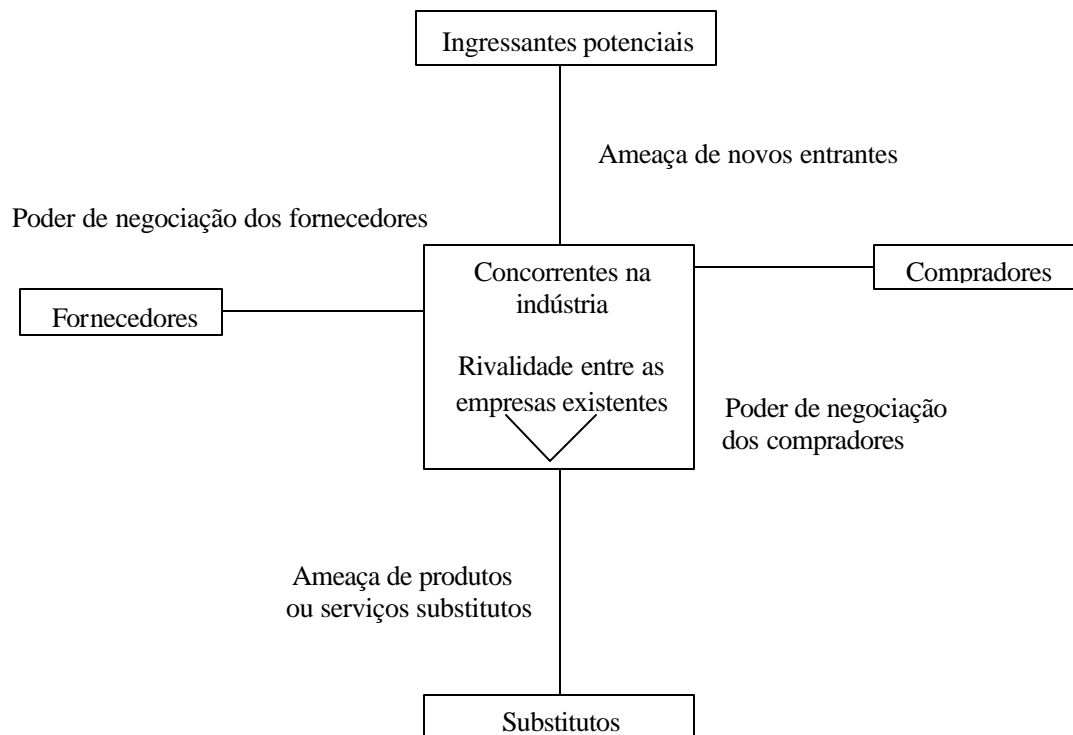 Ingressantes potenciais
Ameaça de novos entrantes
Poder de negociação dos fornecedores
Concorrentes na
indústria
Compradores
Fornecedores
Rivalidade entre as
empresas existentes
Poder de negociação
dos compradores
Ameaça de produtos
ou serviços substitutos
Substitutos